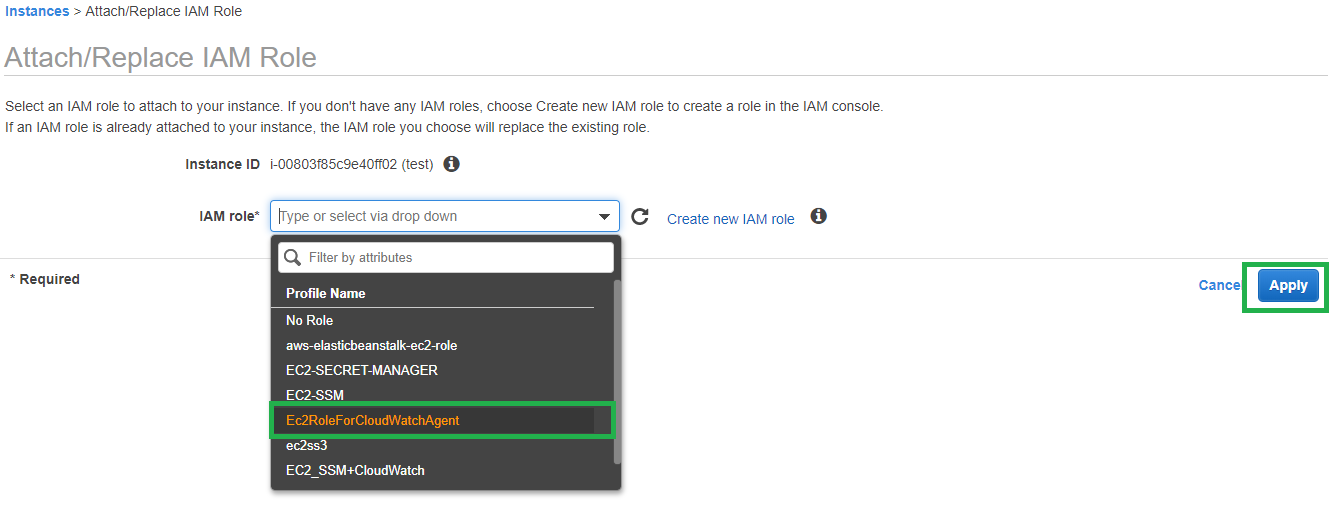 Instances > Attach/Replace IAM Role
Attach/Replace IAM Role
Select an IAM role to attach to your instance. If you don't have any IAM roles, choose Create new IAM role to create a role in the IAM console.
If an IAM role is already attached to your instance, the IAM role you choose will replace the existing role.
Instance ID i-00803f85c9e40ff02 (test)
IAM role* Type or select via drop down Create new IAM role
Filter by attributes
* Required
Cancel Apply
Profile Name
No Role
aws-elasticbeanstalk-ec2-role
EC2-SECRET-MANAGER
EC2-SSM
Ec2RoleForCloudWatchAgent
ec2ss3
EC2_SSM+CloudWatch